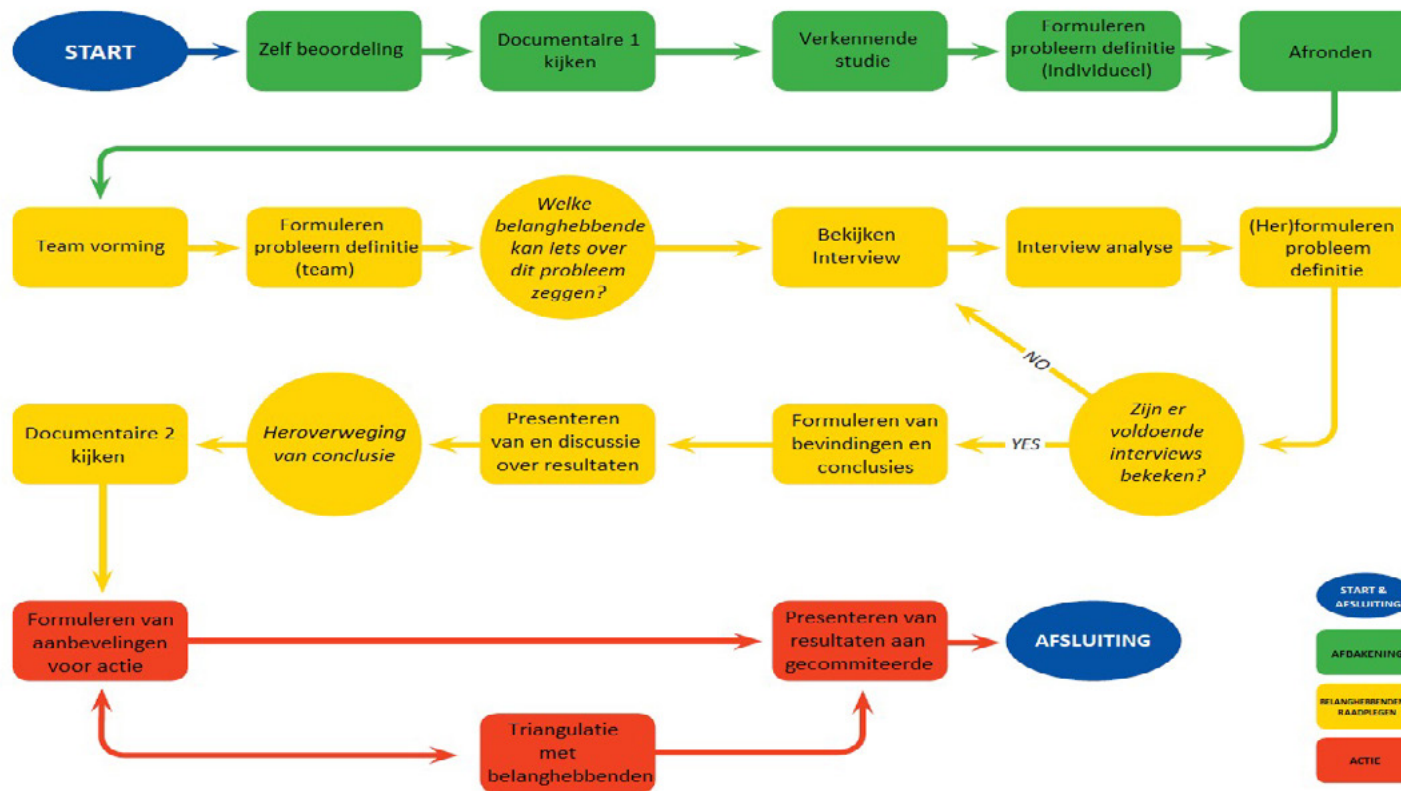 START
Zelf beoordeling
Documentaire 1
kijken
Verkennende
studie
Formuleren
probleem definitie
(individueel)
Afronden
Team vorming
Formuleren
probleem definitie
(team)
Welke
belanghebbende
kan iets over
dit probleem
zeggen?
Bekijken
Interview
Interview analyse
(Her)formuleren
probleem
definitie
NO
Documentaire 2
kijken
Heroverweging
van conclusie
Presenteren
van en discussie
over resultaten
Formuleren van
bevindingen en
conclusies
YES
Zijn er
voldoende
interviews
bekeken?
Formuleren van
aanbevelingen
voor actie
Presenteren van
resultaten aan
gecommiteerde
AFSLUITING
Triangulatie
met
belanghebbenden
START &
AFSLUITING
AFBAKENING
BELANGHEBBENDEN
RAADPLEGEN
ACTIE